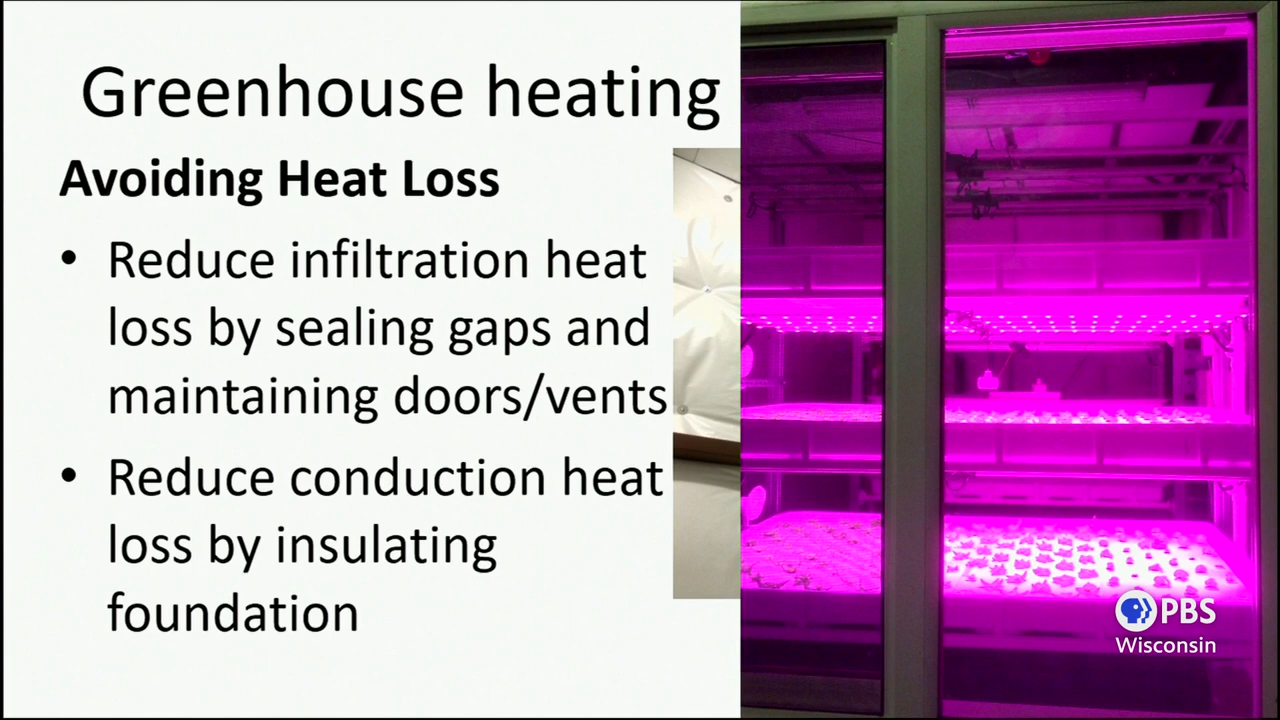 Greenhouse heating
Avoiding Heat Loss
• Reduce infiltration heat
loss by sealing gaps and
maintaining doors/vents
• Reduce conduction heat
loss by insulating
foundation
PBS
Wisconsin